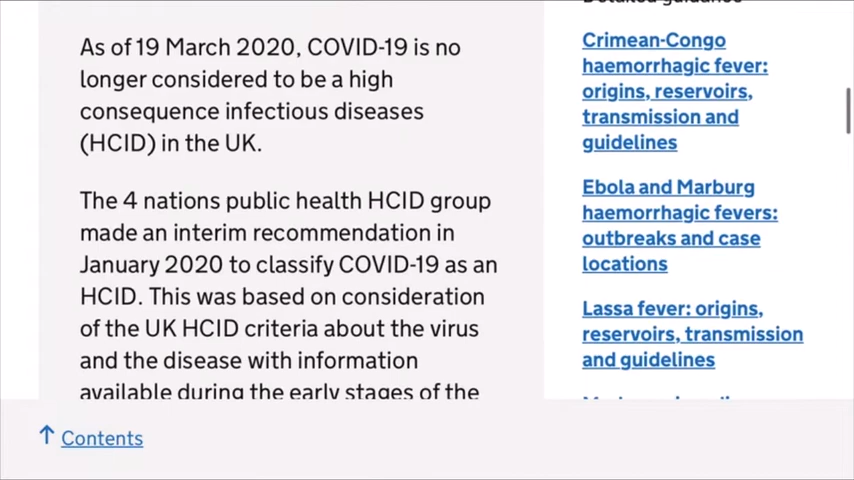 As of 19 March 2020, COVID-19 is no
longer considered to be a high
consequence infectious diseases
(HCID) in the UK.
The 4 nations public health HCID group
made an interim recommendation in
January 2020 to classify COVID-19 as an
HCID. This was based on consideration
of the UK HCID criteria about the virus
and the disease with information
available during the early stages of the
Crimean-Congo
haemorrhagic fever:
origins, reservoirs,
transmission and
guidelines
Ebola and Marburg
haemorrhagic fevers:
outbreaks and case
locations
Lassa fever: origins,
reservoirs, transmission
and guidelines
↑ Contents